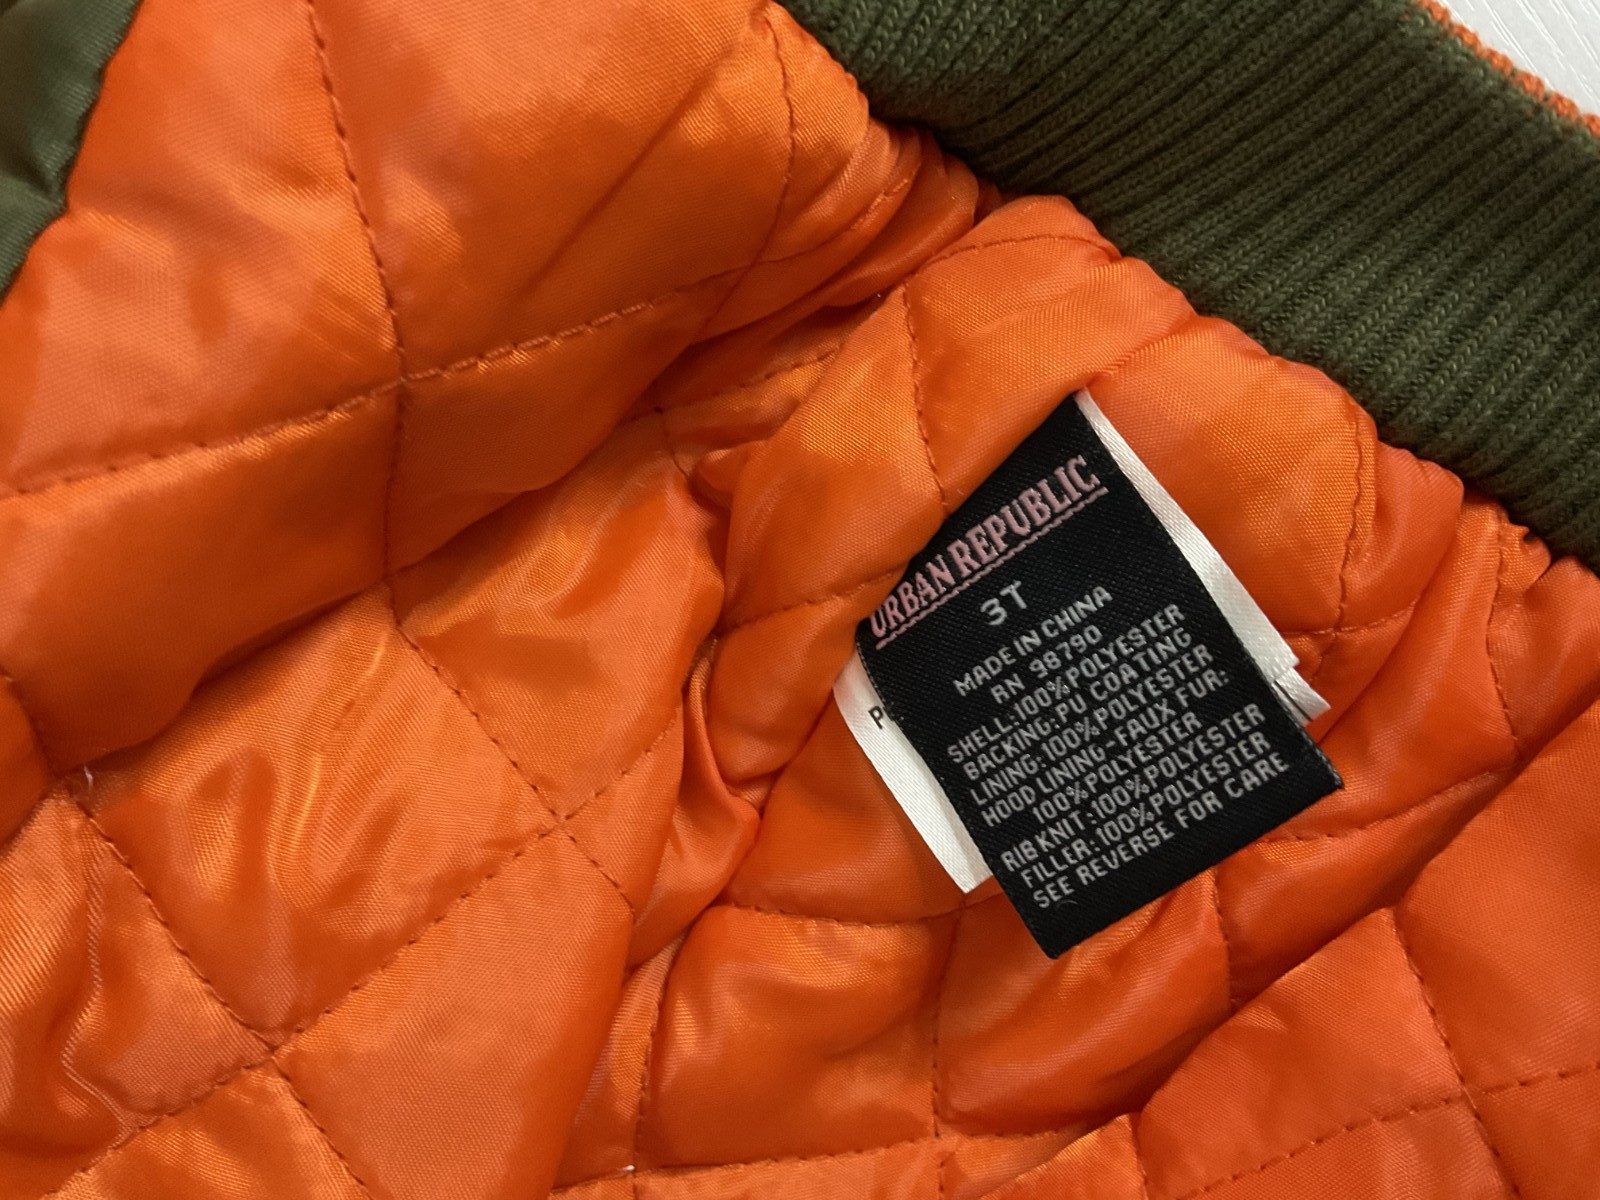 URBAN REPUBLIC
3T
MADE IN CHINA
RN 98790
SHELL:100%POLYESTER
BACKING:PU COATING
LINING:100%POLYESTER
HOOD LINING-FAUX FUR:
100%POLYESTER
RIB KNIT:100%POLYESTER
FILLER:100%POLYESTER
SEE REVERSE FOR CARE
P